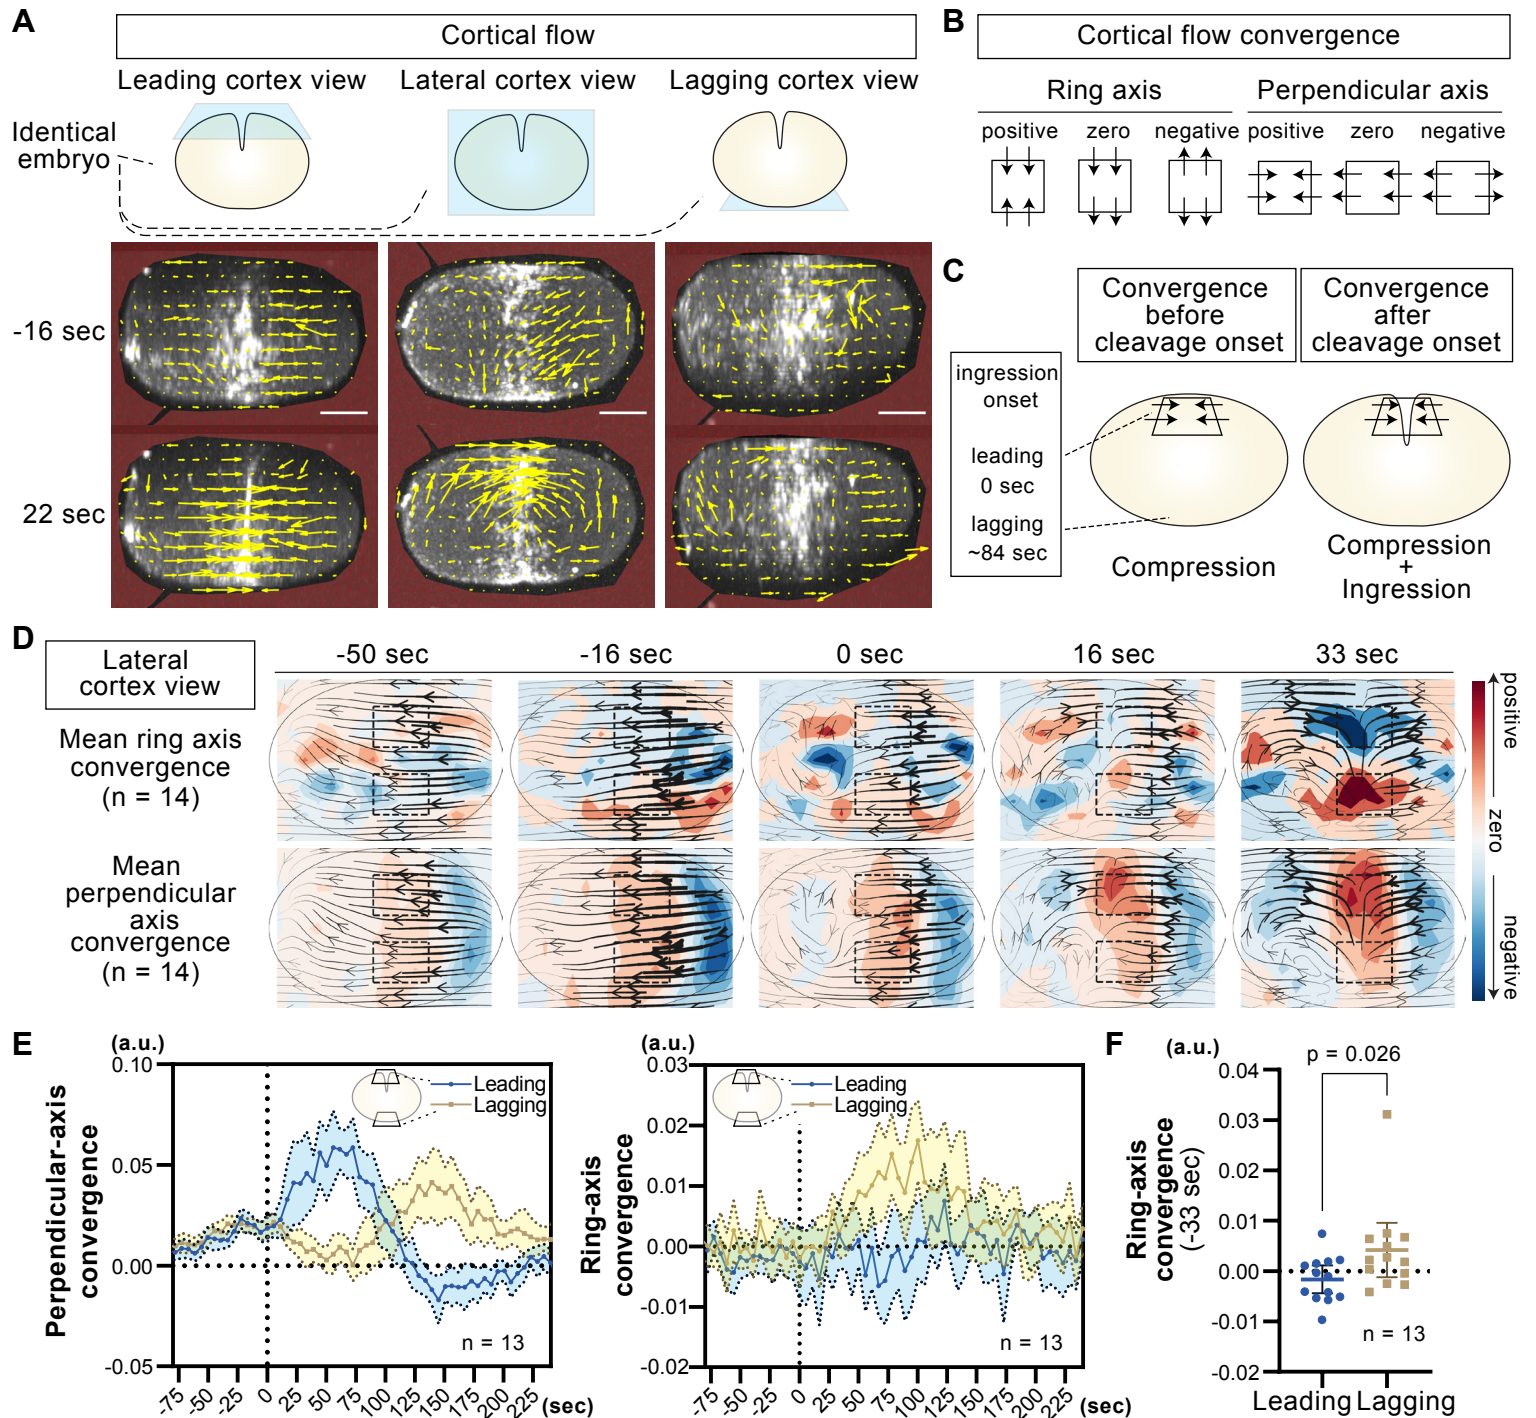 A
Cortical flow
Leading cortex view
Lateral cortex view
Lagging cortex view
Identical
embryo
-16 sec
22 sec
B
Cortical flow convergence
Ring axis
Perpendicular axis
positive
zero
negative
positive
zero
negative
C
Convergence
before
cleavage onset
Convergence
after
cleavage onset
ingression
onset
leading
0 sec
lagging
~84 sec
Compression
Compression
+
Ingression
D
Lateral
cortex view
-50 sec
-16 sec
0 sec
16 sec
33 sec
Mean ring axis
convergence
(n = 14)
Mean
perpendicular
axis
convergence
(n = 14)
positive
zero
negative
E
(a.u.)
Perpendicular-axis
convergence
0.10
0.05
0.00
-0.05
Leading
Lagging
n = 13
-75
-50
-25
0
25
50
75
100
125
150
175
200
225
(sec)
(a.u.)
Ring-axis
convergence
0.03
0.02
0.01
0.00
-0.01
-0.02
Leading
Lagging
n = 13
-75
-50
-25
0
25
50
75
100
125
150
175
200
225
(sec)
F
(a.u.)
Ring-axis
convergence
(-33 sec)
p = 0.026
0.04
0.03
0.02
0.01
0.00
-0.01
-0.02
n = 13
Leading
Lagging